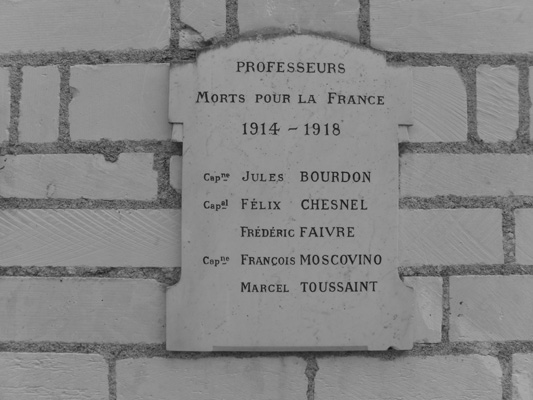 PROFESSEURS
MORTS POUR LA FRANCE
1914 - 1918
Capne JULES BOURDON
Capal FÉLIX CHESNEL
FRÉDÉRIC FAIVRE
Capne FRANÇOIS MOSCOVINO
MARCEL TOUSSAINT